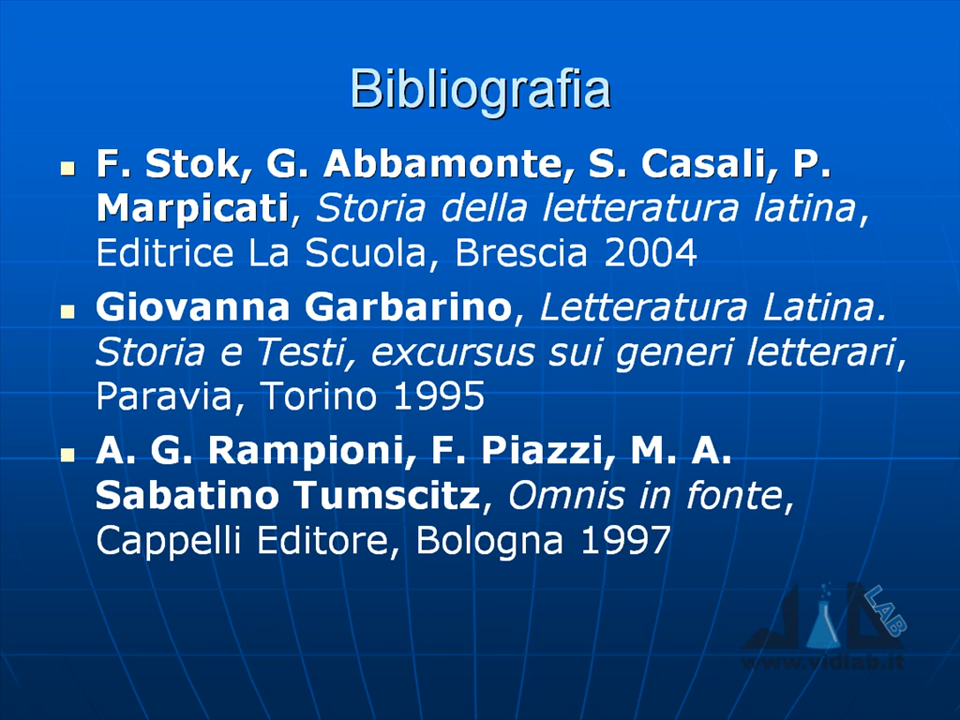 Bibliografia
F. Stok, G. Abbamonte, S. Casali, P.
Marpicati, Storia della letteratura latina,
Editrice La Scuola, Brescia 2004
Giovanna Garbarino, Letteratura Latina.
Storia e Testi, excursus sui generi letterari,
Paravia, Torino 1995
A. G. Rampioni, F. Piazzi, M. A.
Sabatino Tumscitz, Omnis in fonte,
Cappelli Editore, Bologna 1997
LAB
www.vidlab.it